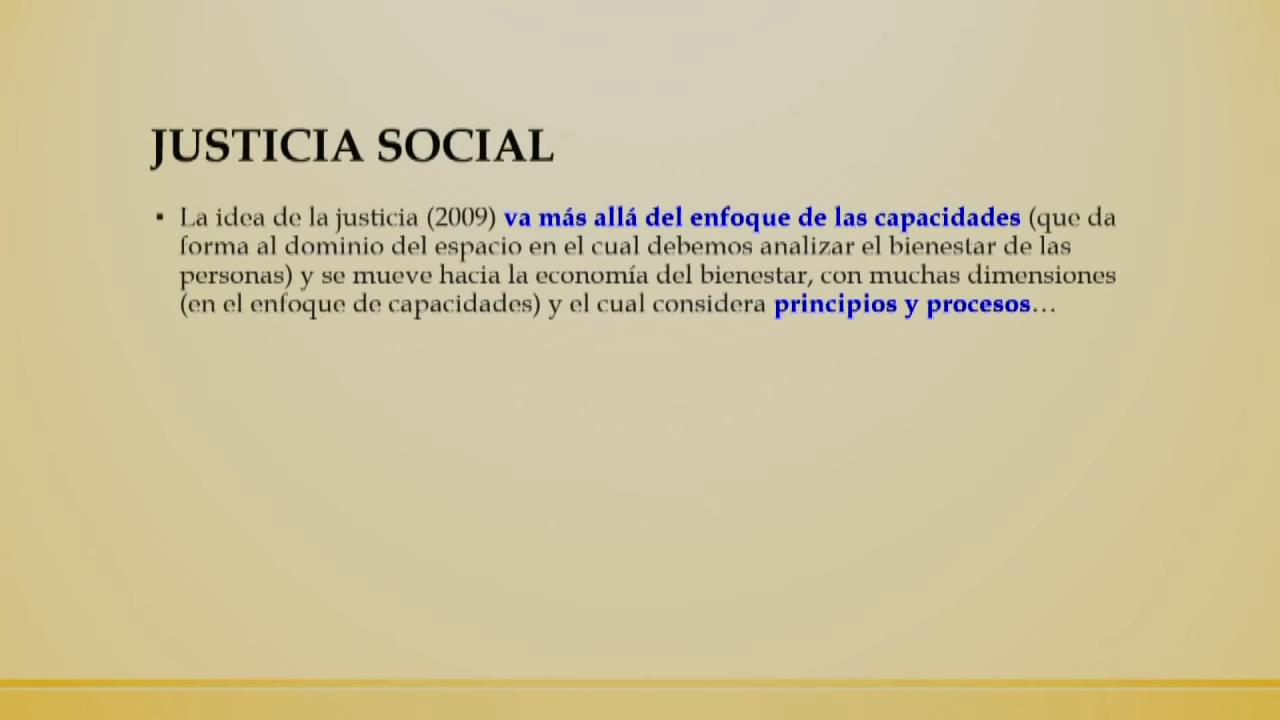 JUSTICIA SOCIAL
▪ La idea de la justicia (2009) va más allá del enfoque de las capacidades (que da
forma al dominio del espacio en el cual debemos analizar el bienestar de las
personas) y se mueve hacia la economía del bienestar, con muchas dimensiones
(en el enfoque de capacidades) y el cual considera principios y procesos…